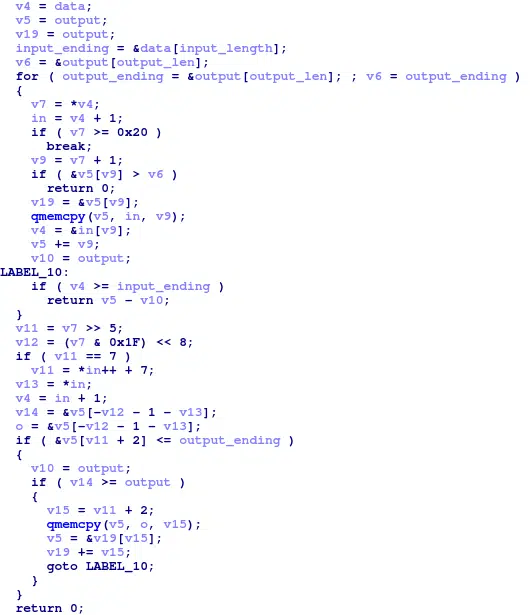 v4 = data;
v5 = output;
v19 = output;
input_ending = &data[input_length];
v6 = &output[output_len];
for ( output_ending = &output[output_len]; ; v6 = output_ending )
{
v7 = *v4;
in = v4 + 1;
if ( v7 >= 0x20 )
break;
v9 = v7 + 1;
if ( &v5[v9] > v6 )
return 0;
v19 = &v5[v9];
qmemcpy(v5, in, v9);
v4 = &in[v9];
v5 += v9;
v10 = output;
LABEL_10:
if ( v4 >= input_ending )
return v5 - v10;
}
v11 = v7 >> 5;
v12 = (v7 & 0x1F) << 8;
if ( v11 == 7 )
v11 = *in++ + 7;
v13 = *in;
v4 = in + 1;
v14 = &v5[-v12 - 1 - v13];
o = &v5[-v12 - 1 - v13];
if ( &v5[v11 + 2] <= output_ending )
{
v10 = output;
if ( v14 >= output )
{
v15 = v11 + 2;
qmemcpy(v5, o, v15);
v5 = &v19[v15];
v19 += v15;
goto LABEL_10;
}
}
return 0;